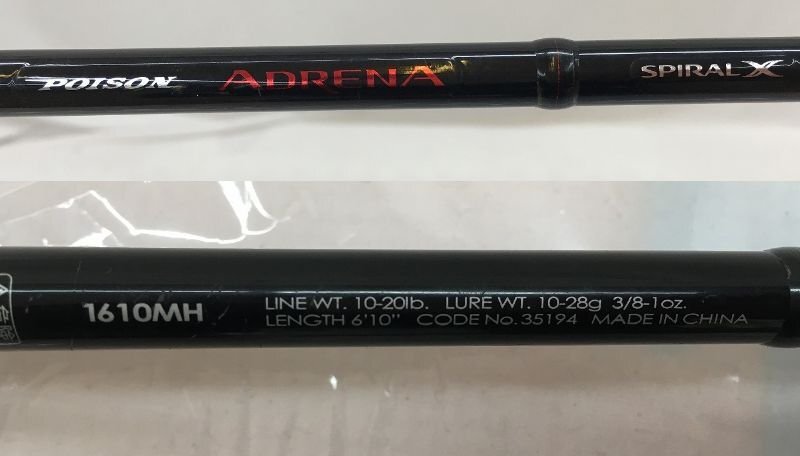 POISON ADRENA SPIRAL X
1610MH
LINE WT. 10-20lb. LURE WT. 10-28g 3/8-1oz.
LENGTH 6'10" CODE No.35194 MADE IN CHINA